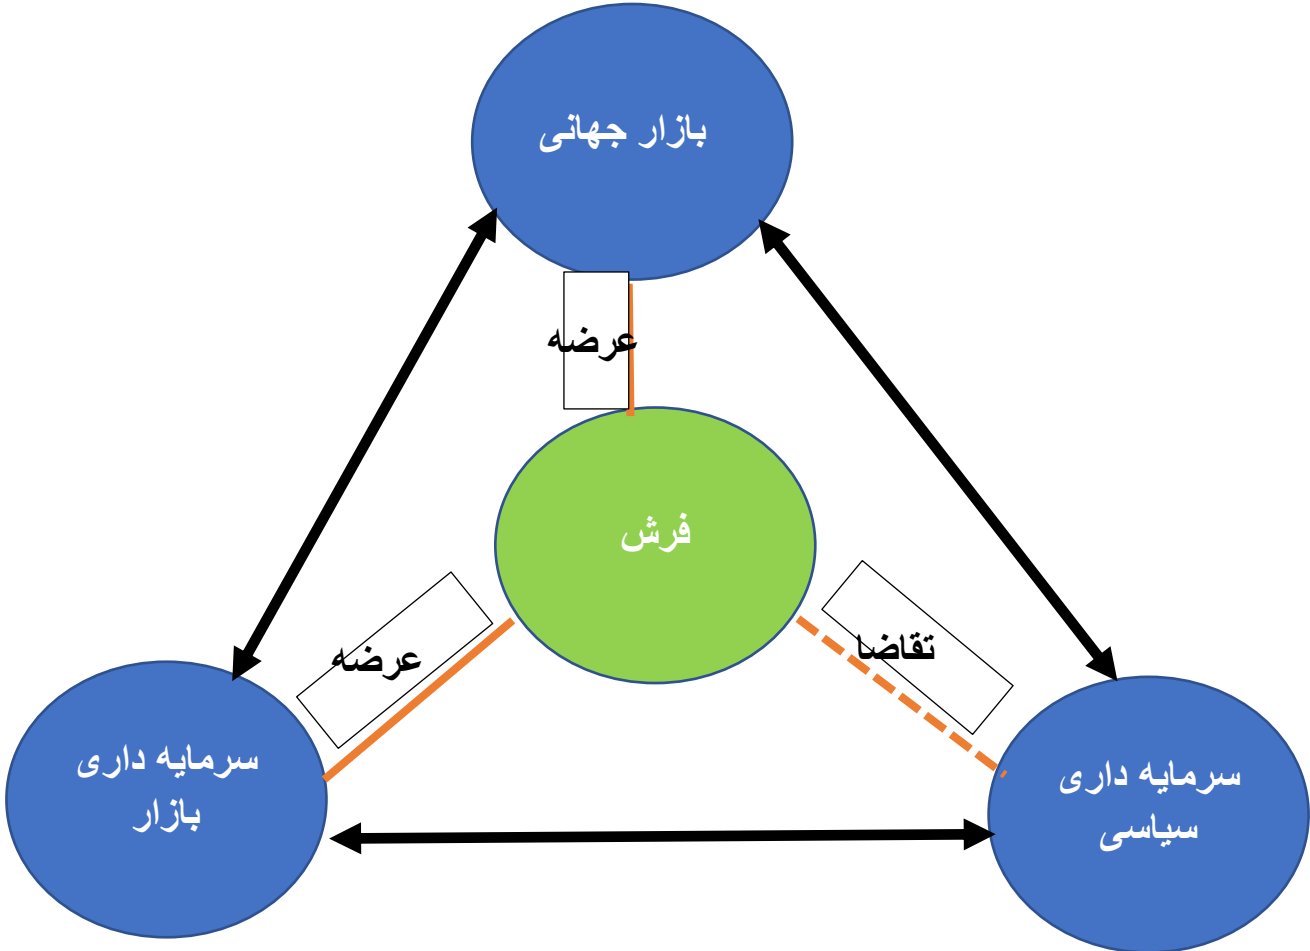 بازار جهانی
عرضه
فرش
تقاضا
عرضه
سرمایه داری
بازار
سرمایه داری
سیاسی